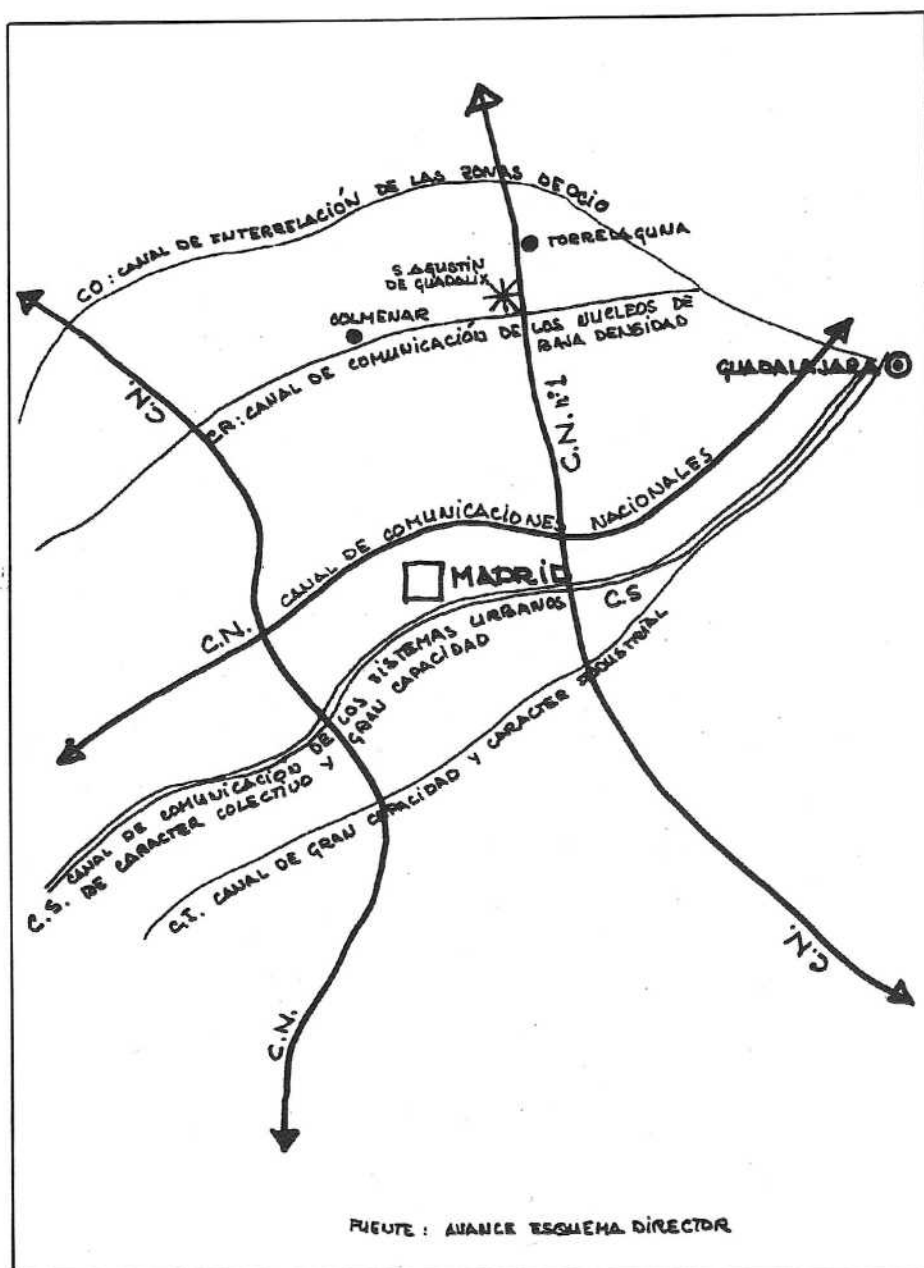 CO: CANAL DE INTERRELACIÓN DE LAS ZONAS DE OCIO
TORRELAGUNA
S. AGUSTÍN
DE GUADALIX
COLMENAR
CR: CANAL DE COMUNICACIÓN DE LOS NUCLEOS DE
BAJA DENSIDAD
GUADALAJARA
C.N.
C.N. nº1
C.N. CANAL DE COMUNICACIONES NACIONALES
MADRID
C.S
CANAL DE COMUNICACIÓN DE LOS SISTEMAS URBANOS
C.S. DE CARACTER COLECTIVO Y GRAN CAPACIDAD
C.I. CANAL DE GRAN CAPACIDAD Y CARACTER INDUSTRIAL
C.N.
C.N.
FUENTE: AVANCE ESQUEMA DIRECTOR